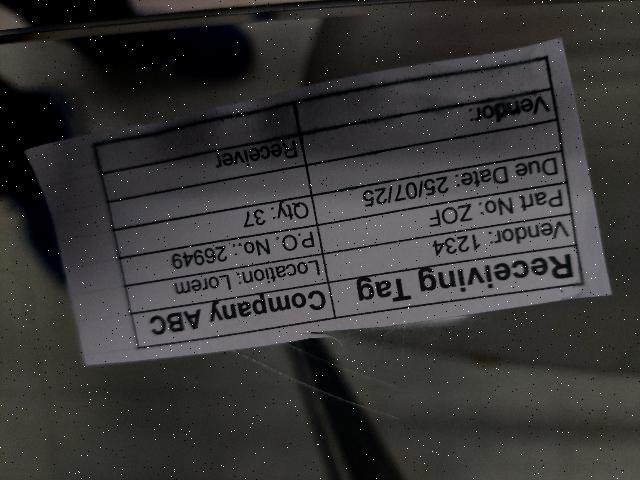 Receiving Tag Company ABC
Vendor: 1234 Location: Lorem
Part No: ZOF P.O. No.. 26949
Due Date: 25/07/25 Qty: 37
Vendor: Receiver